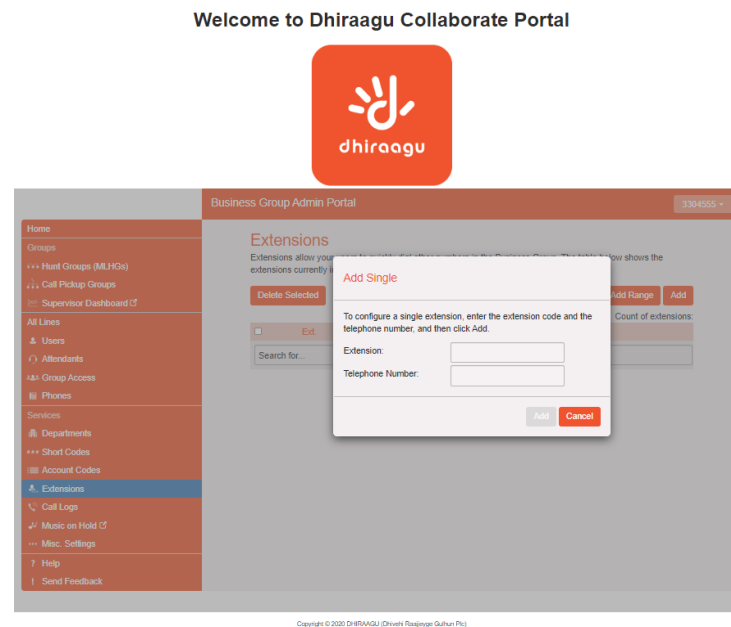 Welcome to Dhiraagu Collaborate Portal
dhiraagu
Business Group Admin Portal
3304555
Home
Groups
Hunt Groups (MLHGs)
Call Pickup Groups
Supervisor Dashboard
All Lines
Users
Attendants
Group Access
Phones
Services
Departments
Short Codes
Account Codes
Extensions
Call Logs
Music on Hold
Misc. Settings
? Help
! Send Feedback
Extensions
Extensions allow your
low shows the
extensions currently
Delete Selected
Add Range
Add
Count of extensions:
Ext.
Search for...
Add Single
To configure a single extension, enter the extension code and the
telephone number, and then click Add.
Extension:
Telephone Number:
Add
Cancel
Copyright © 2020 DHIRAAGU (Dhivehi Raajjeyge Gulhun Plc)